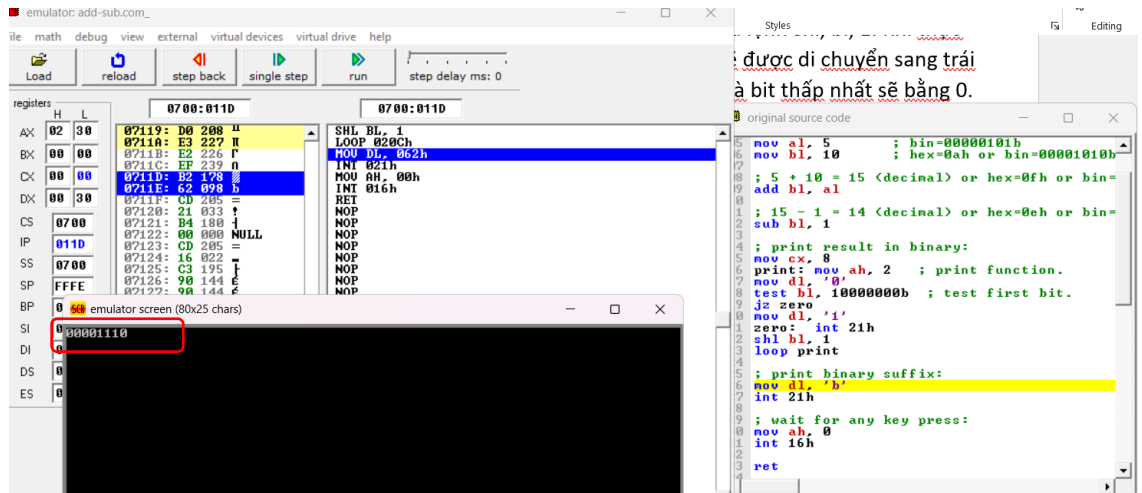 emulator: add-sub.com_
file math debug view external virtual devices virtual drive help
Load
reload
step back
single step
run
step delay ms: 0
registers
H L
0700:011D
0700:011D
AX 02 30
BX 00 00
CX 00 00
DX 00 30
CS 0700
IP 011D
SS 0700
SP FFFE
BP 0
SI 0
DI 0
DS 0
ES 0
07119: D0 208 ╨
0711A: E3 227 π
0711B: E2 226 Γ
0711C: EF 239 ∩
0711D: B2 178 ▓
0711E: 62 098 b
0711F: CD 205 =
07120: 21 033 !
07121: B4 180 ┤
07122: 00 000 NULL
07123: CD 205 =
07124: 16 022 ▬
07125: C3 195 ├
07126: 90 144 É
07127: 90 144 É
SHL BL, 1
LOOP 020Ch
MOV DL, 062h
INT 021h
MOV AH, 00h
INT 016h
RET
NOP
NOP
NOP
NOP
NOP
NOP
NOP
NOP
emulator screen (80x25 chars)
00001110
Styles
Editing
được di chuyển sang trái
à bit thấp nhất sẽ bằng 0.
original source code
mov al, 5 ; bin=00000101b
mov bl, 10 ; hex=0ah or bin=00001010b
; 5 + 10 = 15 (decimal) or hex=0fh or bin=
add bl, al
; 15 - 1 = 14 (decimal) or hex=0eh or bin=
sub bl, 1
; print result in binary:
mov cx, 8
print: mov ah, 2 ; print function.
mov dl, '0'
test bl, 10000000b ; test first bit.
jz zero
mov dl, '1'
zero: int 21h
shl bl, 1
loop print
; print binary suffix:
mov dl, 'b'
int 21h
; wait for any key press:
mov ah, 0
int 16h
ret